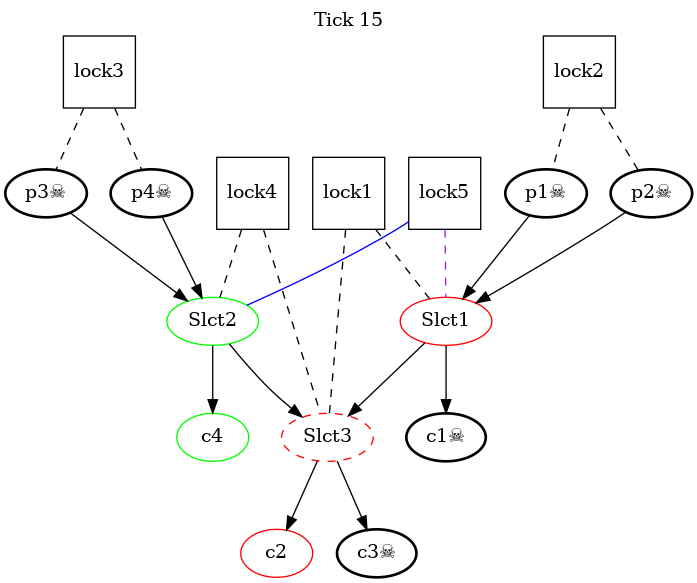 Tick 15
lock3
lock2
p3☠
p4☠
lock4
lock1
lock5
p1☠
p2☠
Slct2
Slct1
c4
Slct3
c1☠
c2
c3☠